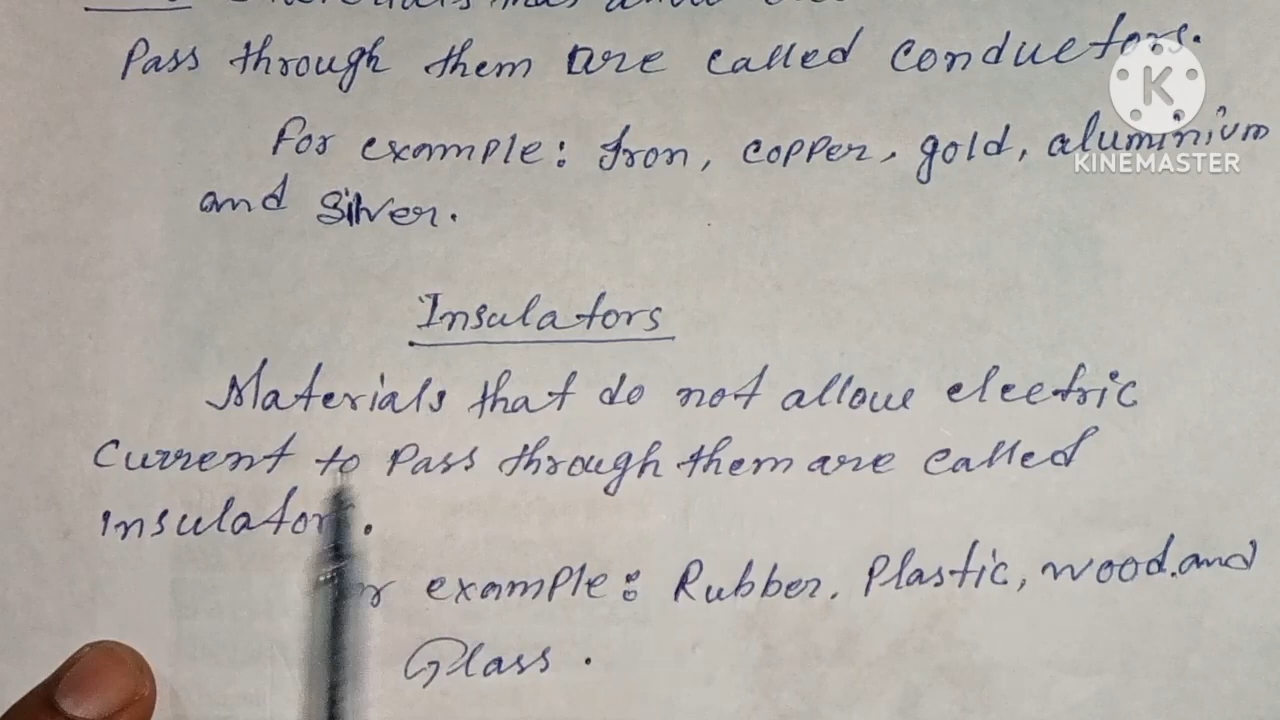 Pass through them are called conductors.
For example: Iron, copper, gold, aluminium
and Silver.
Insulators
Materials that do not allow electric
current to pass through them are called
insulators.
example: Rubber, Plastic, wood, and
Glass.
K
KINEMASTER